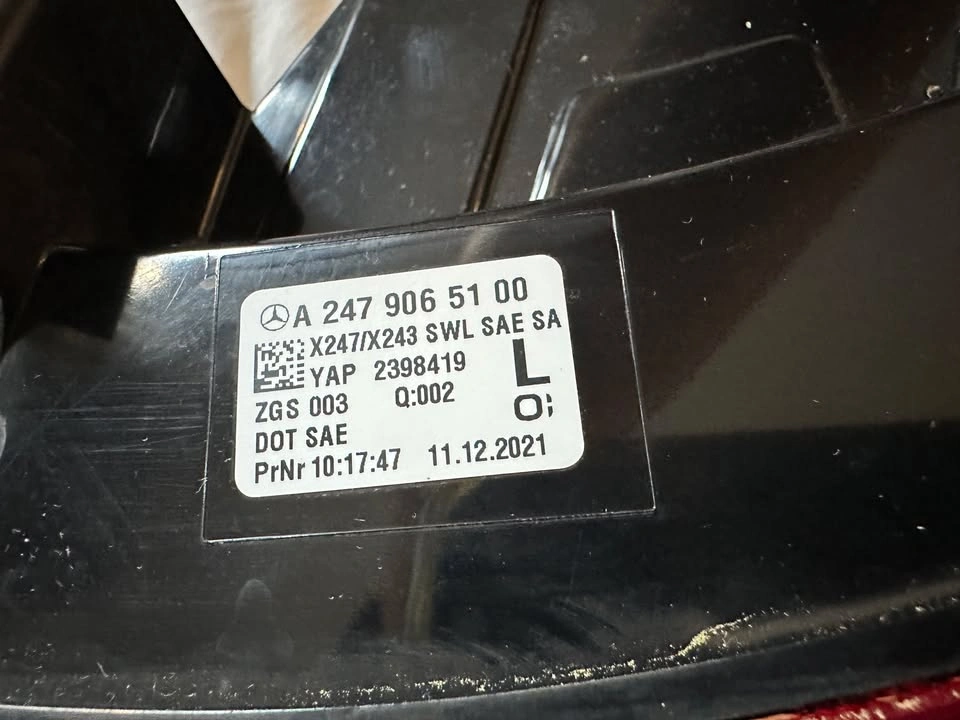 A 247 906 51 00
X247/X243 SWL SAE SA
YAP 2398419
L
ZGS 003 Q:002
DOT SAE
PrNr 10:17:47 11.12.2021